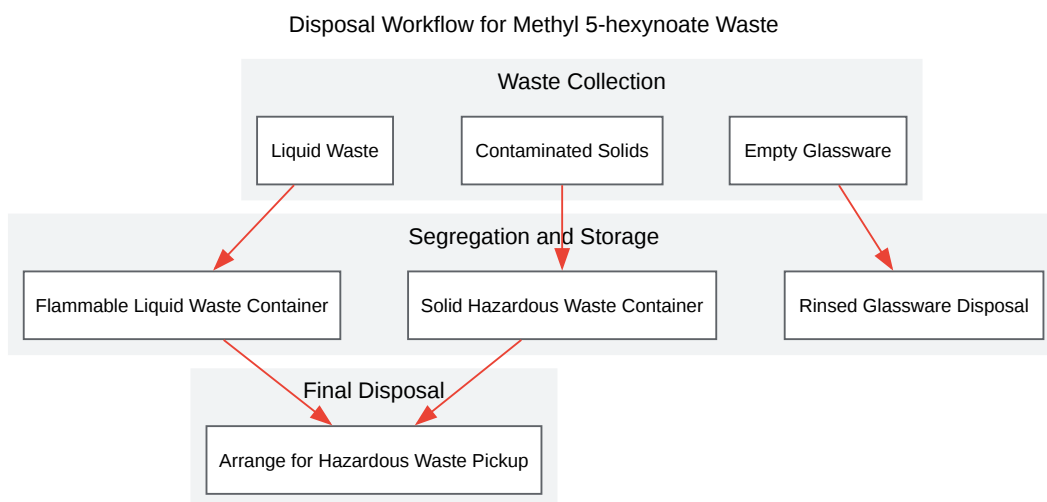 Disposal Workflow for Methyl 5-hexynoate Waste
Waste Collection
Liquid Waste
Contaminated Solids
Empty Glassware
Segregation and Storage
Flammable Liquid Waste Container
Solid Hazardous Waste Container
Rinsed Glassware Disposal
Final Disposal
Arrange for Hazardous Waste Pickup